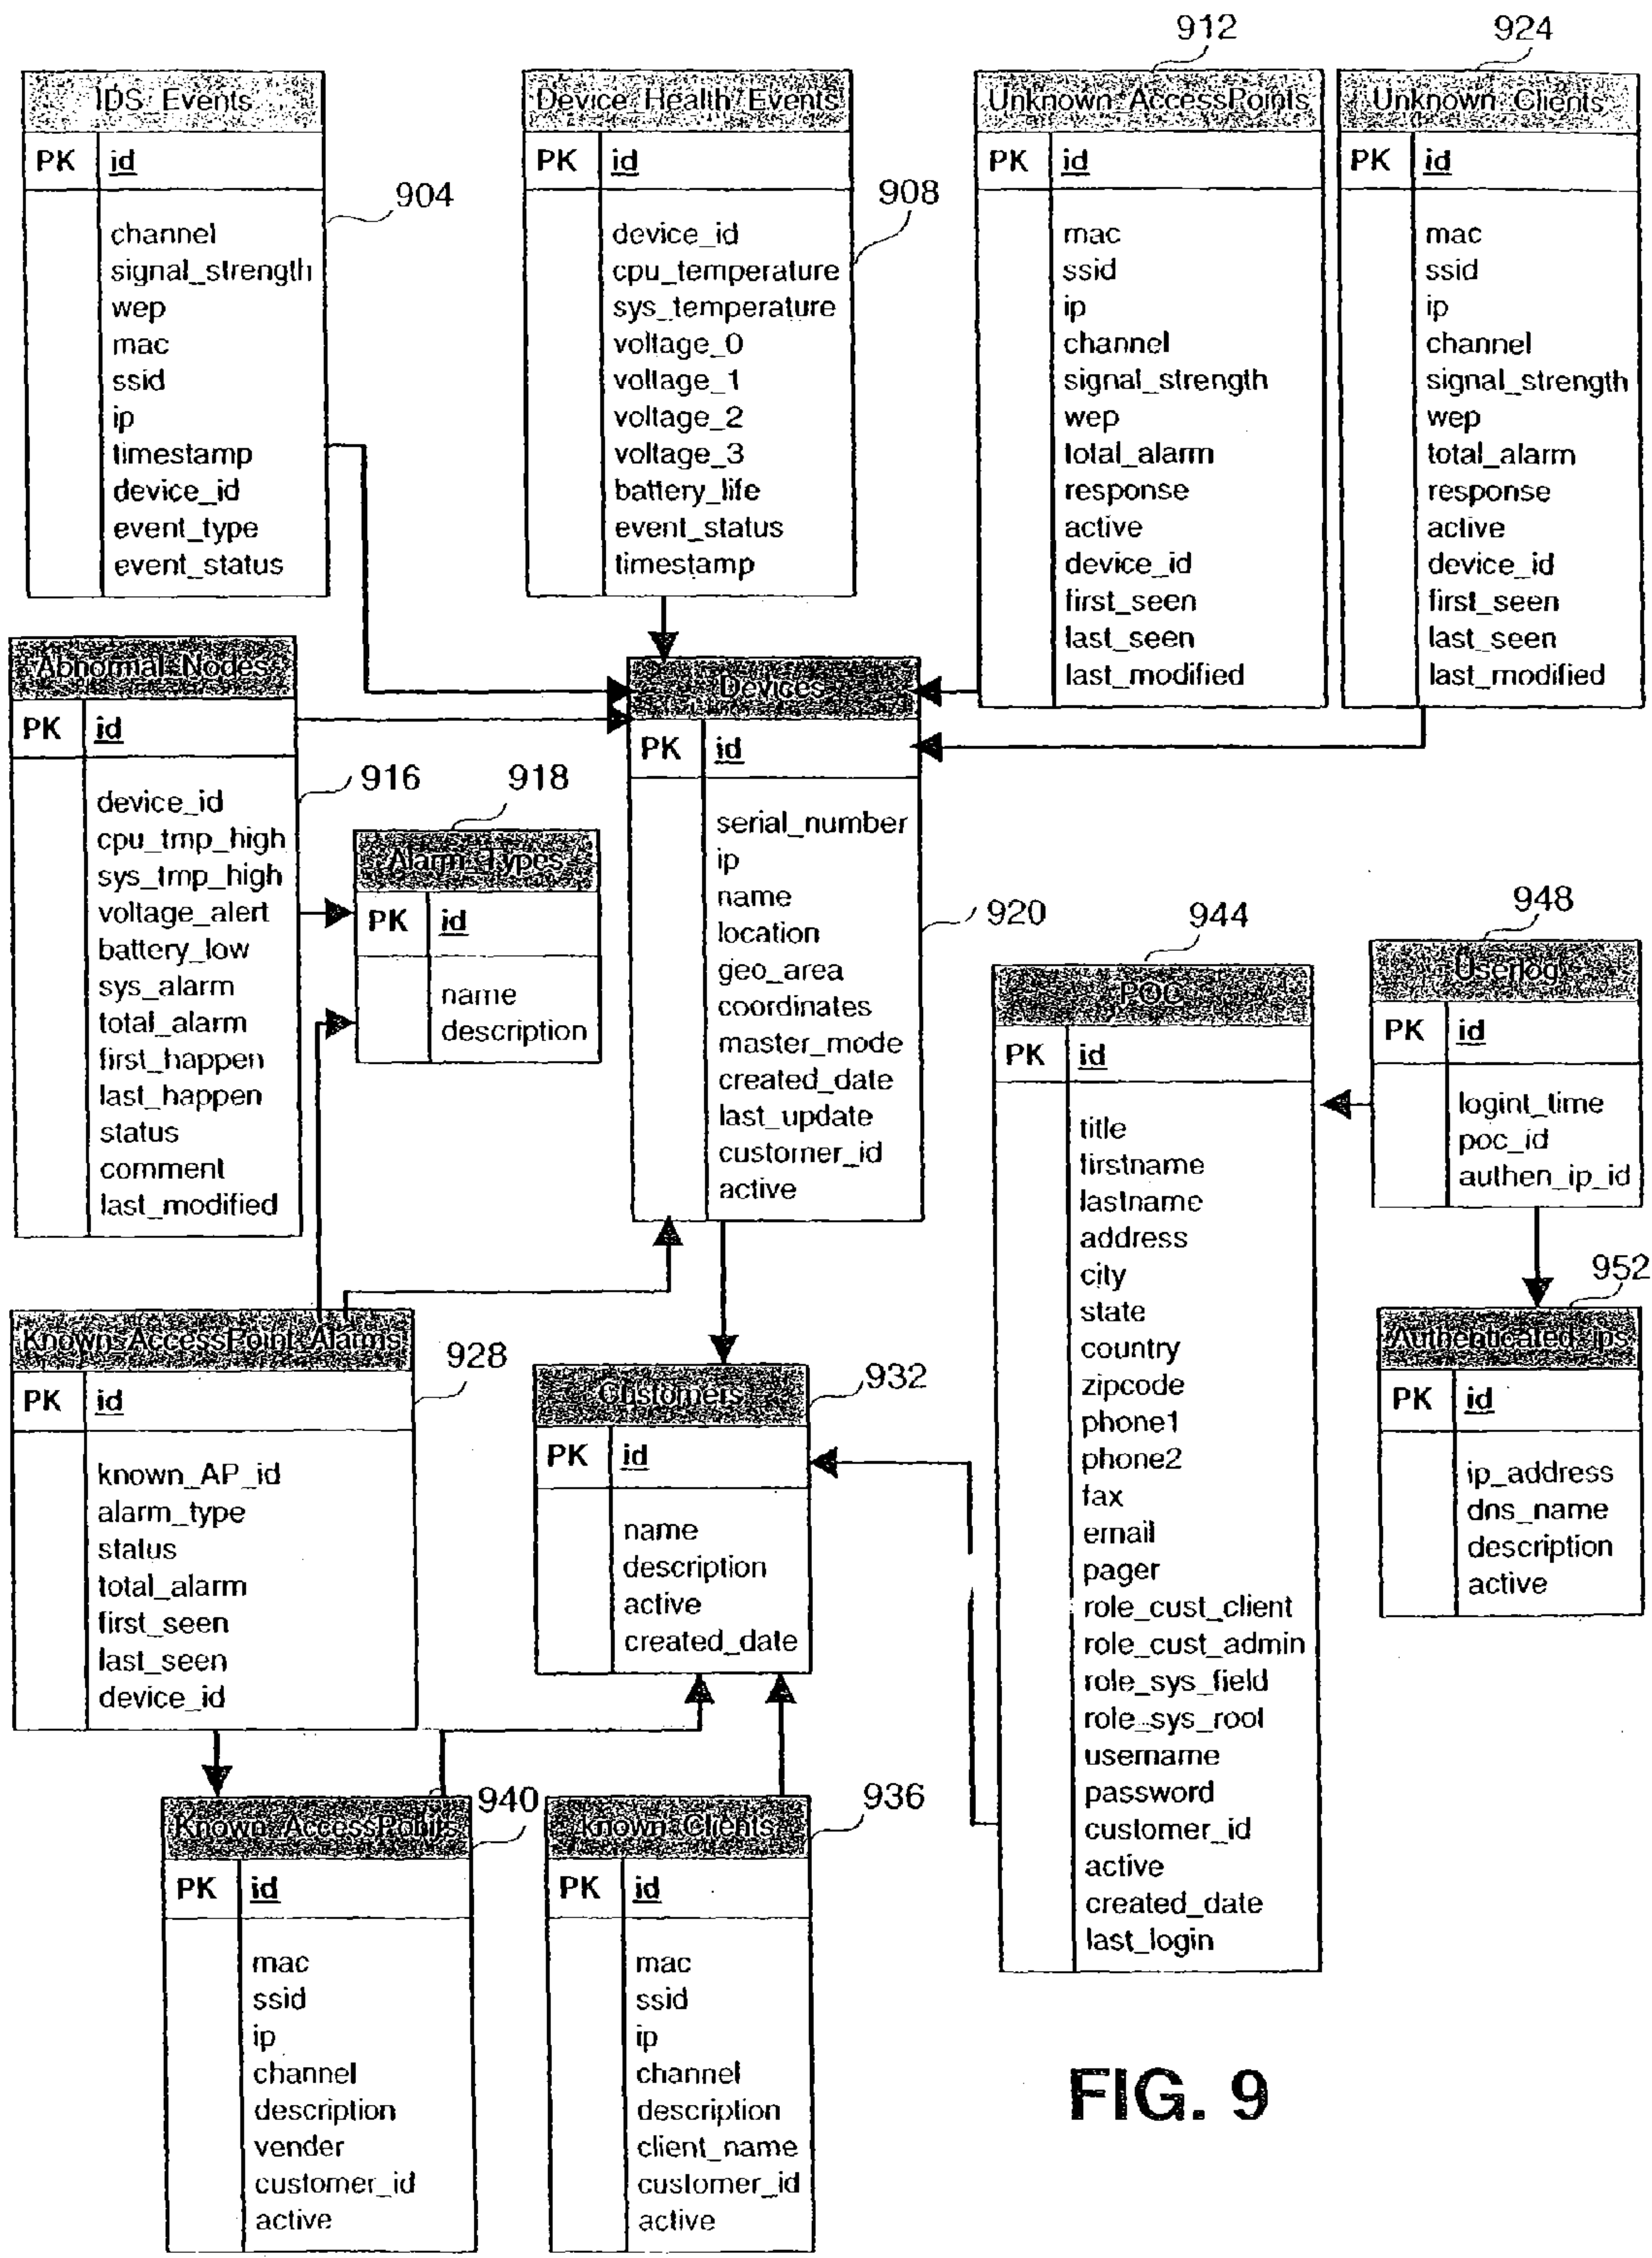 912
924
IDS_Events
PK id
904
channel
signal_strength
wep
mac
ssid
ip
timestamp
device_id
event_type
event_status
Device_Health_Events
PK id
908
device_id
cpu_temperature
sys_temperature
voltage_0
voltage_1
voltage_2
voltage_3
battery_life
event_status
timestamp
Unknown_AccessPoints
PK id
mac
ssid
ip
channel
signal_strength
wep
total_alarm
response
active
device_id
first_seen
last_seen
last_modified
Unknown_Clients
PK id
mac
ssid
ip
channel
signal_strength
wep
total_alarm
response
active
device_id
first_seen
last_seen
last_modified
Abnormal_Nodes
PK id
916
device_id
cpu_tmp_high
sys_tmp_high
voltage_alert
battery_low
sys_alarm
total_alarm
first_happen
last_happen
status
comment
last_modified
918
Alarm_Types
PK id
name
description
Devices
PK id
serial_number
ip
name
location
geo_area
coordinates
master_mode
created_date
last_update
customer_id
active
920
944
POC
PK id
title
firstname
lastname
address
city
state
country
zipcode
phone1
phone2
fax
email
pager
role_cust_client
role_cust_admin
role_sys_field
role_sys_root
username
password
customer_id
active
created_date
last_login
948
Userlog
PK id
logint_time
poc_id
authen_ip_id
952
Authenticated_ips
PK id
ip_address
dns_name
description
active
Known_AccessPoint_Alarms
928
PK id
known_AP_id
alarm_type
status
total_alarm
first_seen
last_seen
device_id
Customers
932
PK id
name
description
active
created_date
940
Known_AccessPoints
PK id
mac
ssid
ip
channel
description
vender
customer_id
active
936
known_Clients
PK id
mac
ssid
ip
channel
description
client_name
customer_id
active
FIG. 9